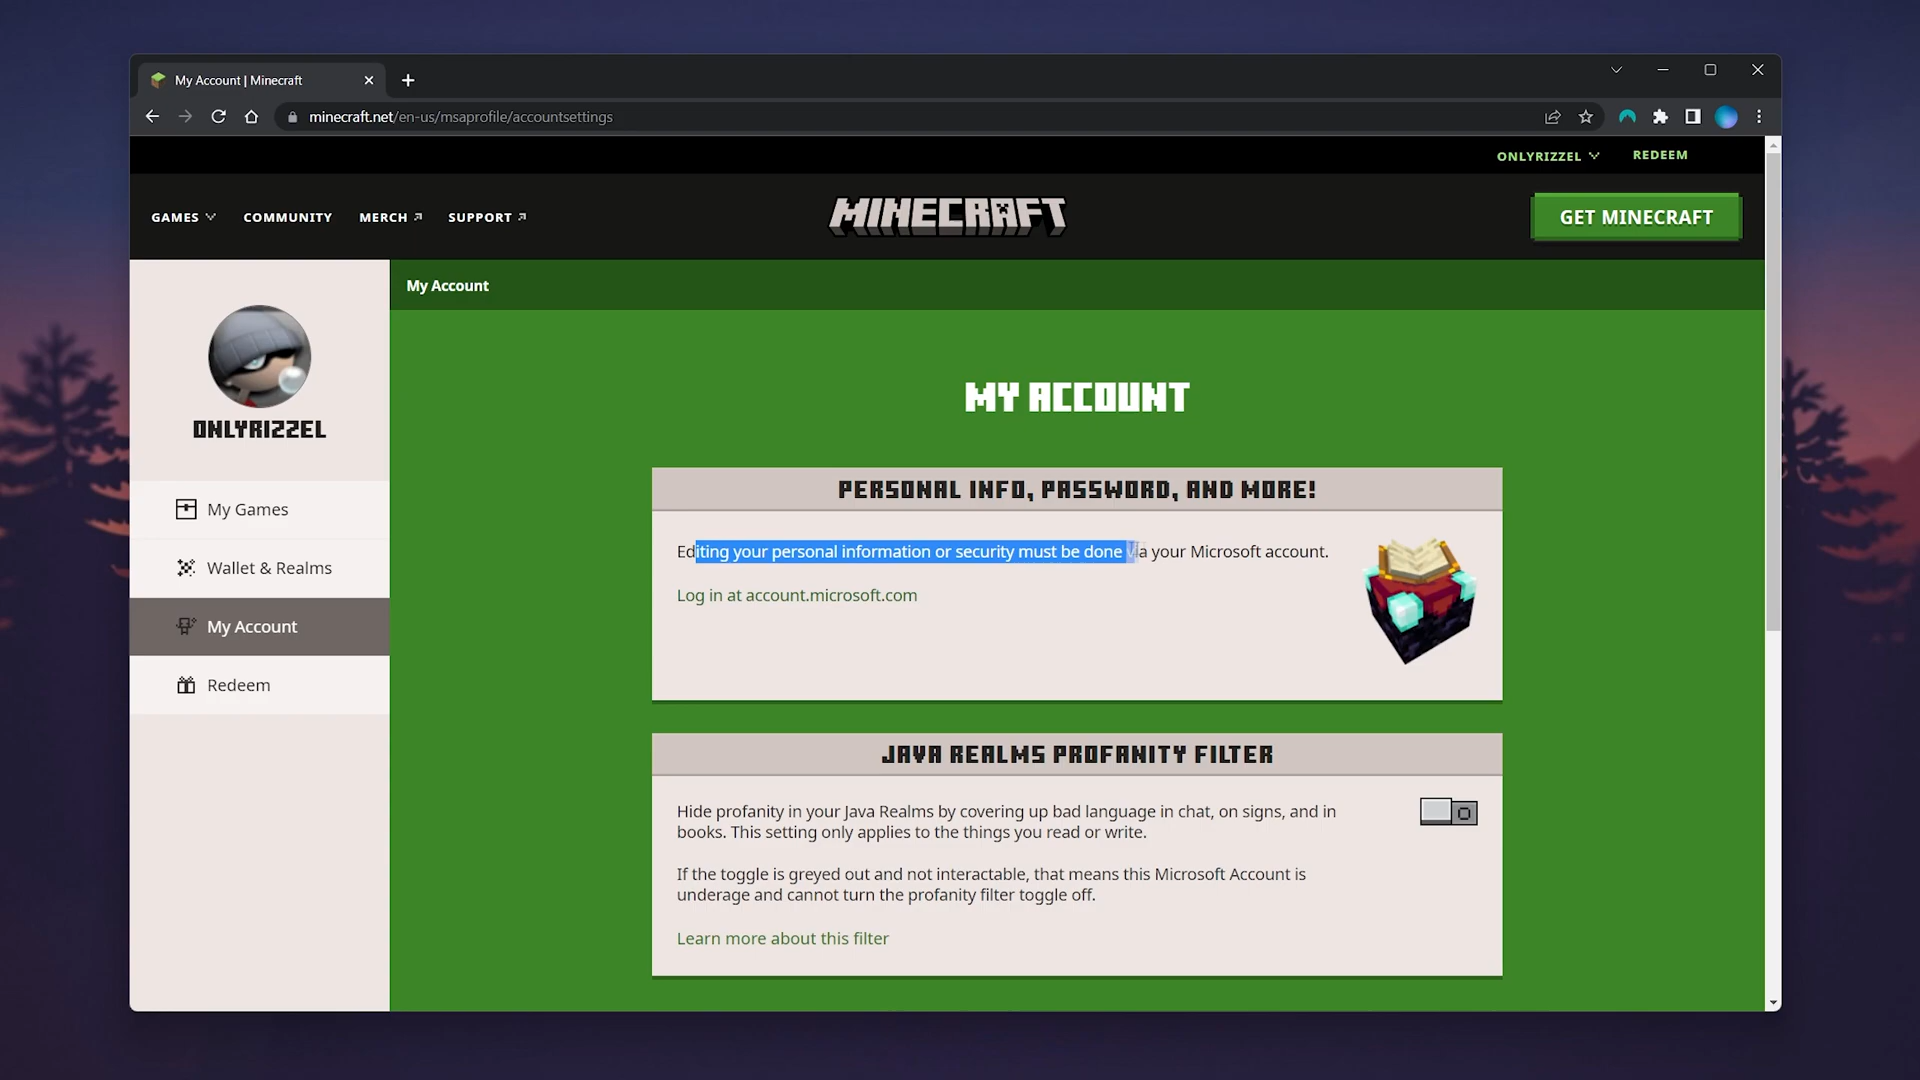 My Account | Minecraft
minecraft.net/en-us/msaprofile/accountsettings
ONLYRIZZEL
REDEEM
GAMES
COMMUNITY
MERCH
SUPPORT
MINECRAFT
GET MINECRAFT
My Account
ONLYRIZZEL
My Games
Wallet & Realms
My Account
Redeem
MY ACCOUNT
PERSONAL INFO, PASSWORD, AND MORE!
Editing your personal information or security must be done via your Microsoft account.
Log in at account.microsoft.com
JAVA REALMS PROFANITY FILTER
Hide profanity in your Java Realms by covering up bad language in chat, on signs, and in
books. This setting only applies to the things you read or write.
If the toggle is greyed out and not interactable, that means this Microsoft Account is
underage and cannot turn the profanity filter toggle off.
Learn more about this filter